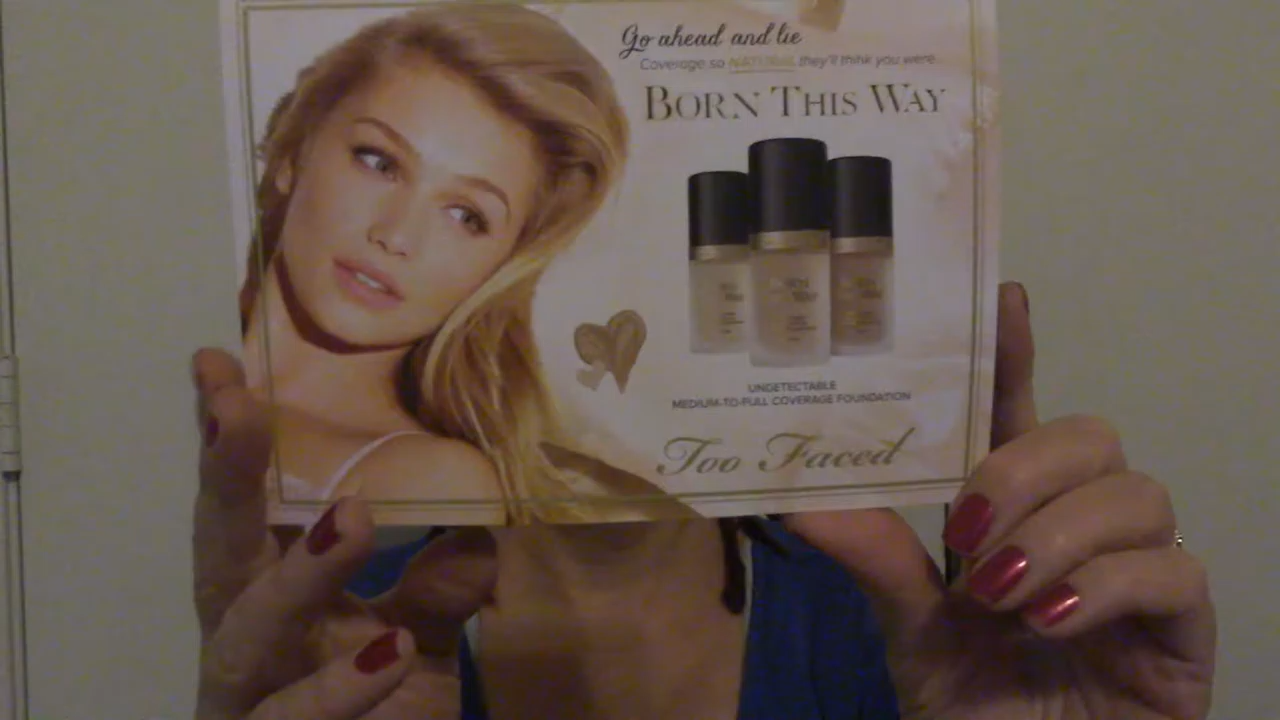 Go ahead and lie
Coverage so NATURAL they'll think you were
BORN THIS WAY
UNDETECTABLE
MEDIUM-TO-FULL COVERAGE FOUNDATION
Too Faced